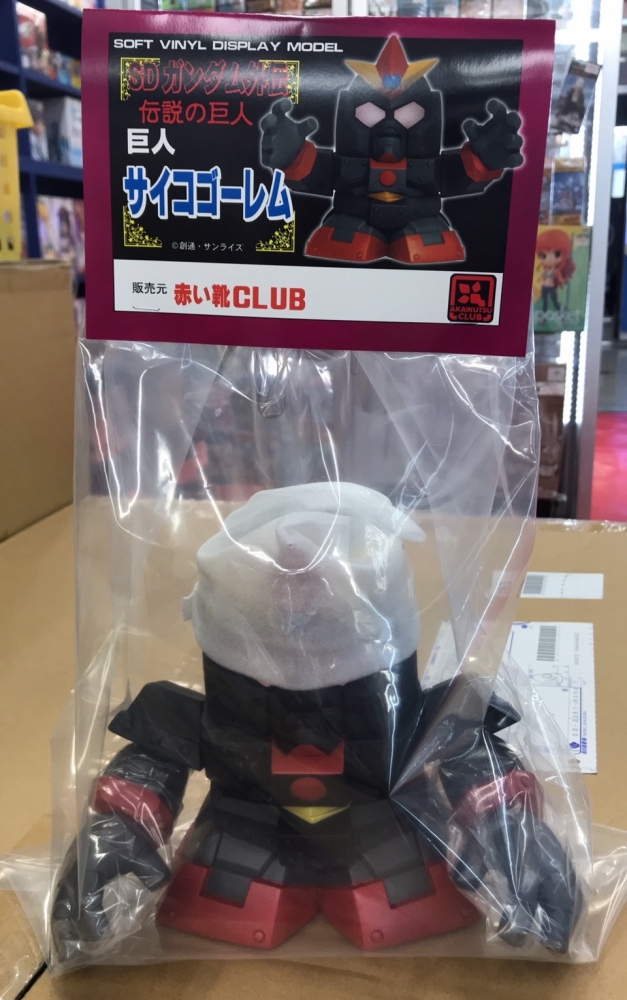 SOFT VINYL DISPLAY MODEL
SDガンダム外伝
伝説の巨人
巨人
サイコゴーレム
©創通・サンライズ
販売元 赤い靴CLUB
AKAIKUTSU
CLUB